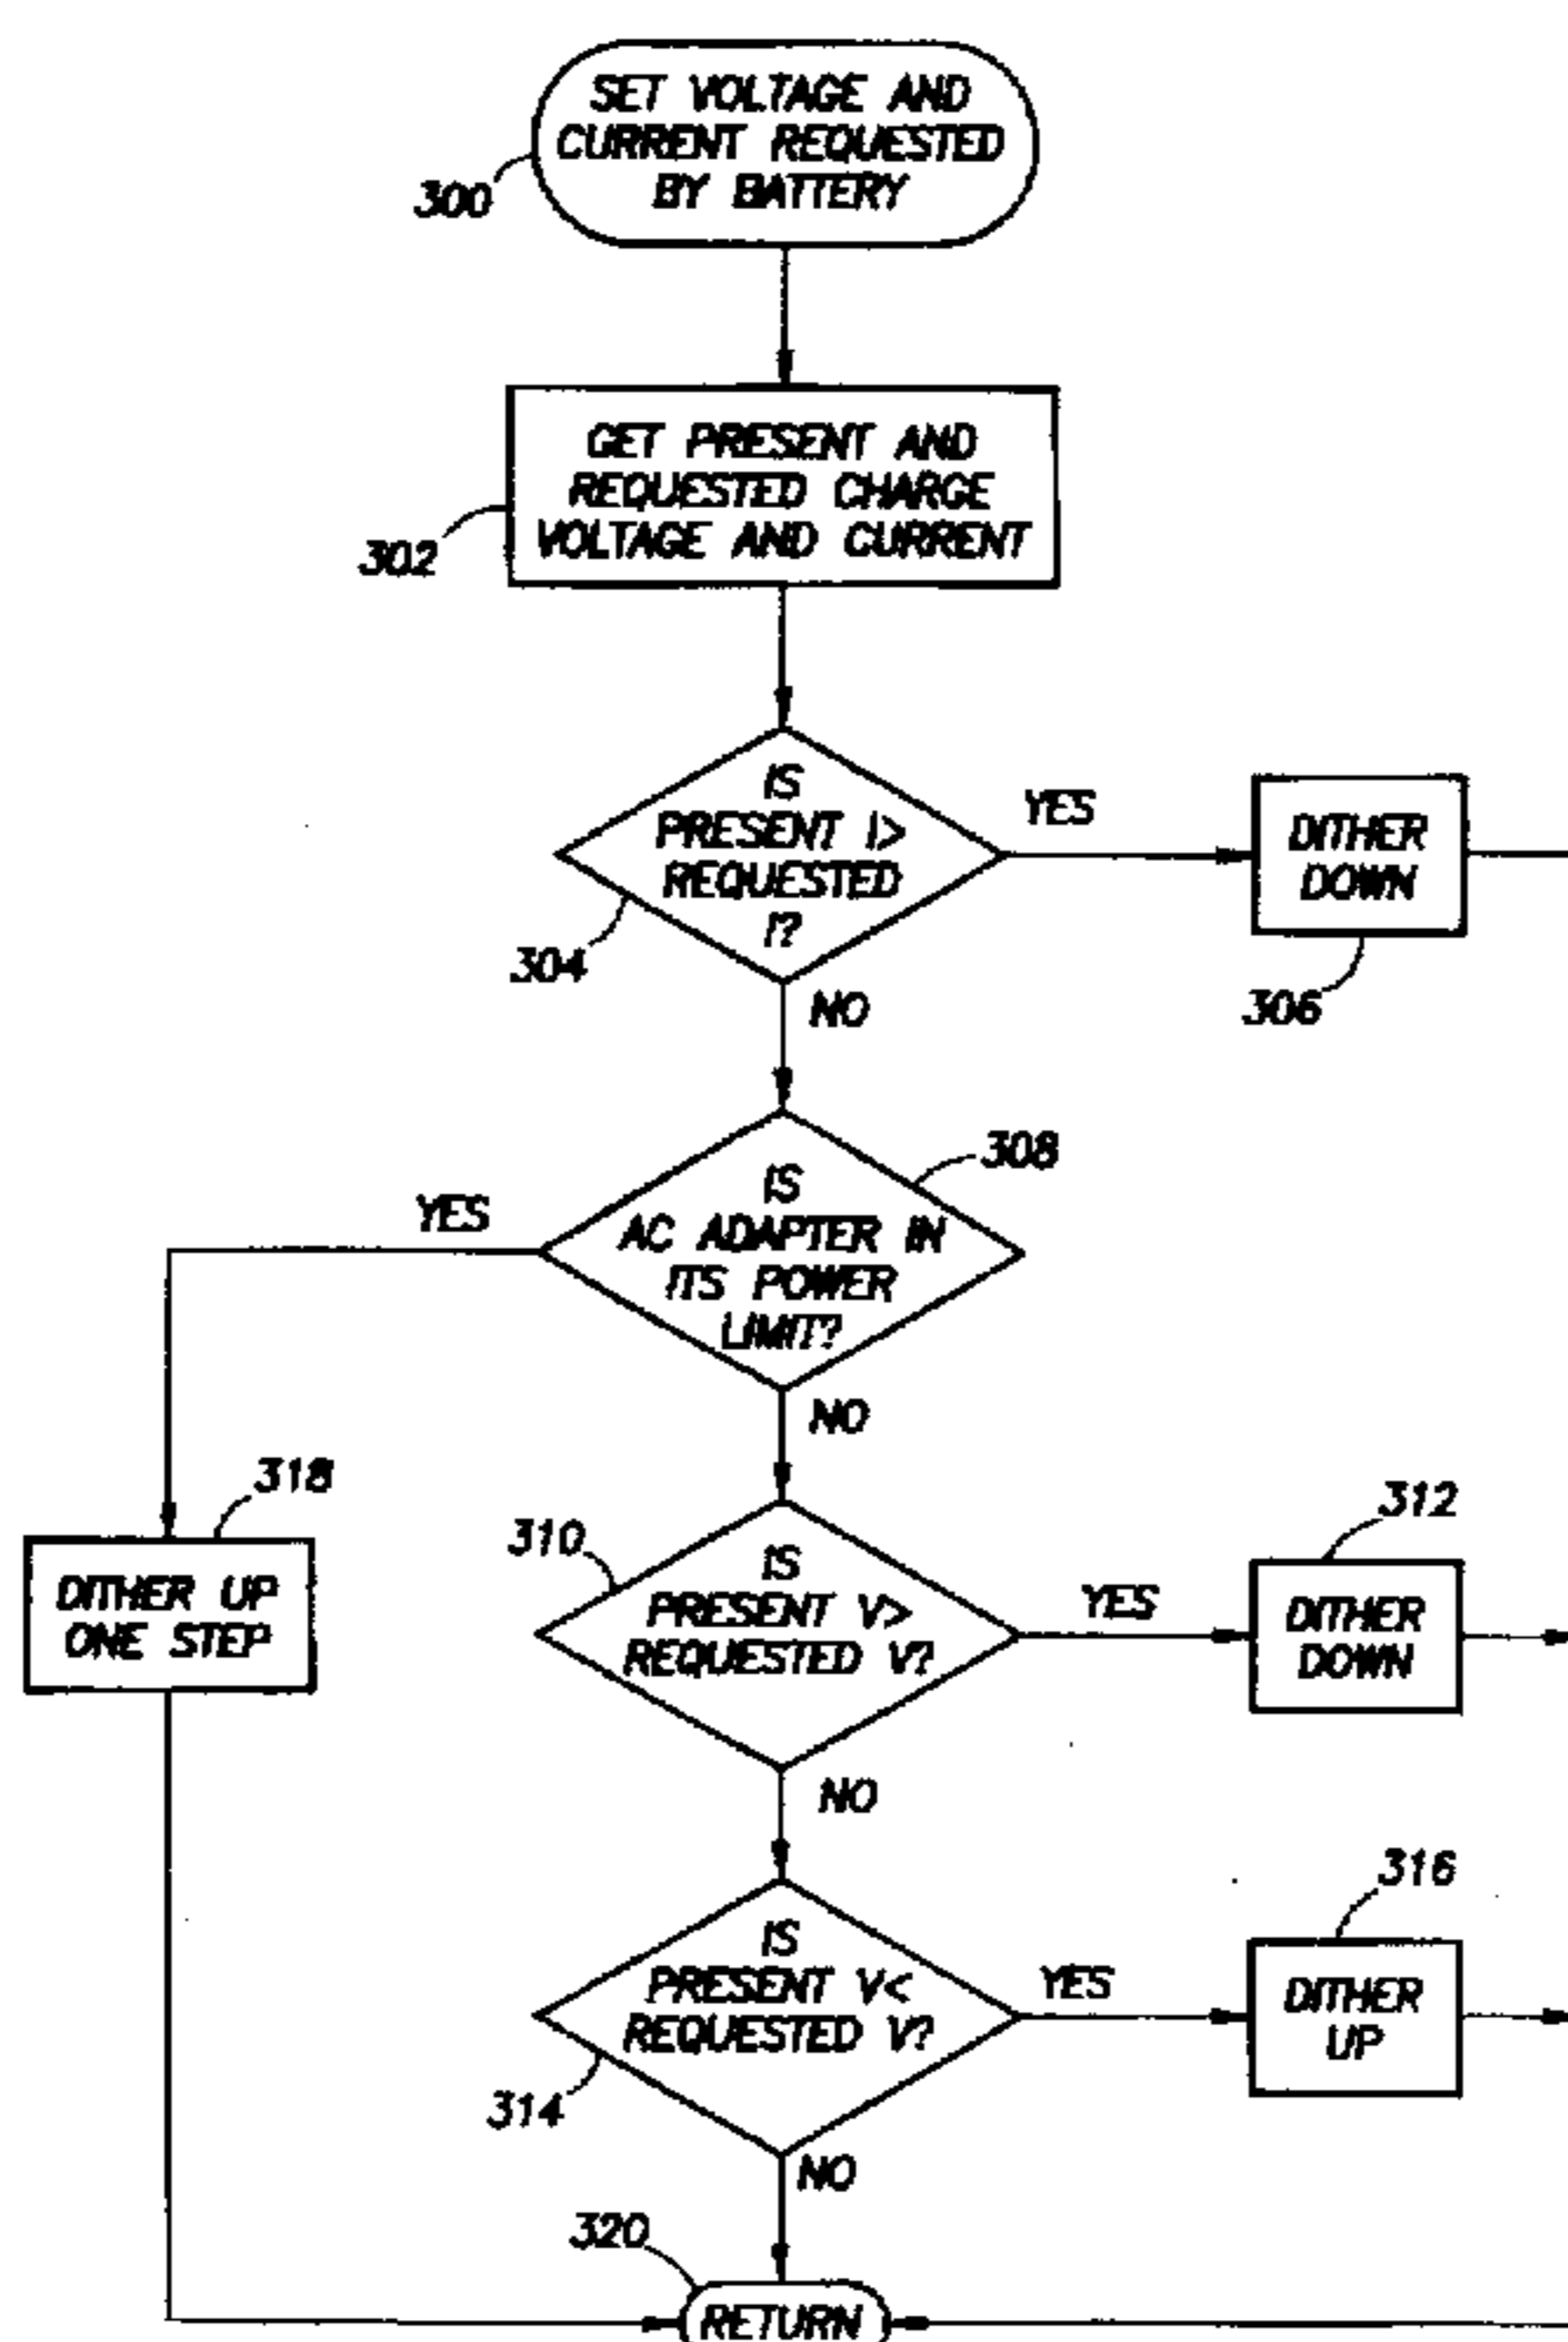 SET VOLTAGE AND
CURRENT REQUESTED
BY BATTERY
300
GET PRESENT AND
REQUESTED CHARGE
VOLTAGE AND CURRENT
302
IS
PRESENT I>
REQUESTED
I?
304
YES
DITHER
DOWN
306
NO
308
IS
AC ADAPTER IN
ITS POWER
LIMIT?
YES
NO
318
DITHER UP
ONE STEP
310
IS
PRESENT V>
REQUESTED V?
YES
312
DITHER
DOWN
NO
316
IS
PRESENT V<
REQUESTED V?
YES
DITHER
UP
314
NO
320
RETURN